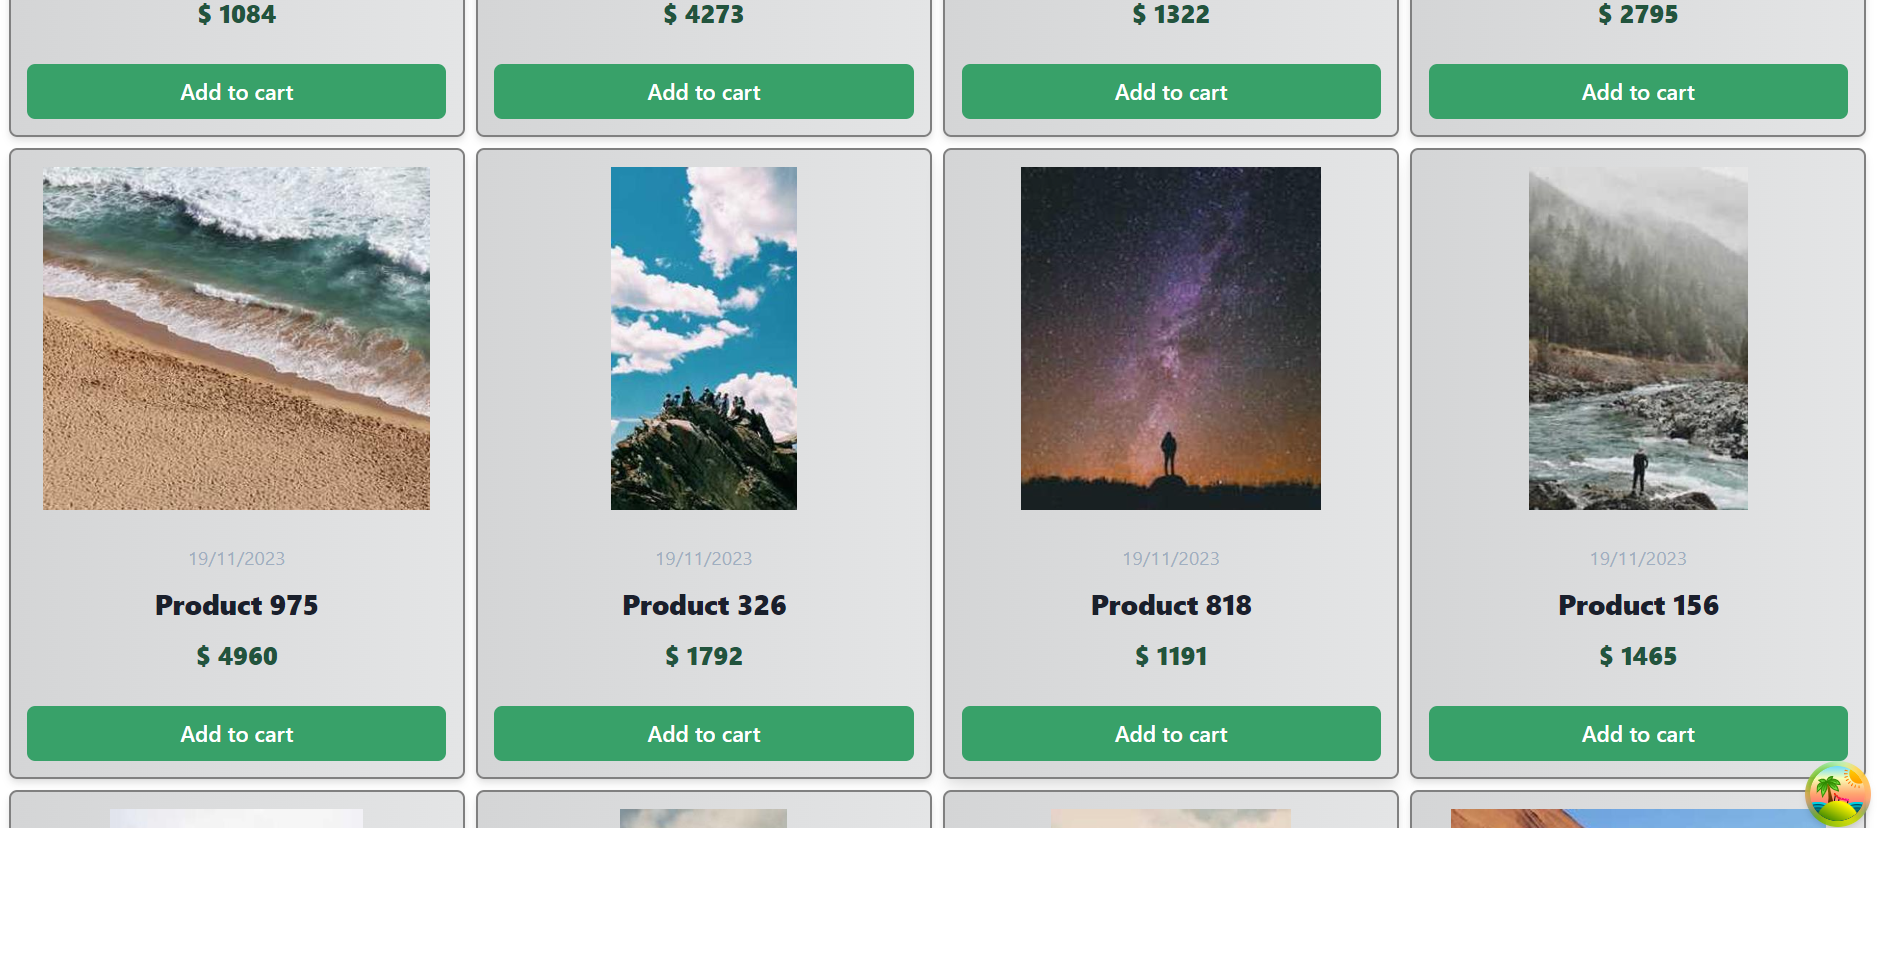 $ 1084 $ 4273 $ 1322 $ 2795
Add to cart Add to cart Add to cart Add to cart
19/11/2023 19/11/2023 19/11/2023 19/11/2023
Product 975 Product 326 Product 818 Product 156
$ 4960 $ 1792 $ 1191 $ 1465
Add to cart Add to cart Add to cart Add to cart